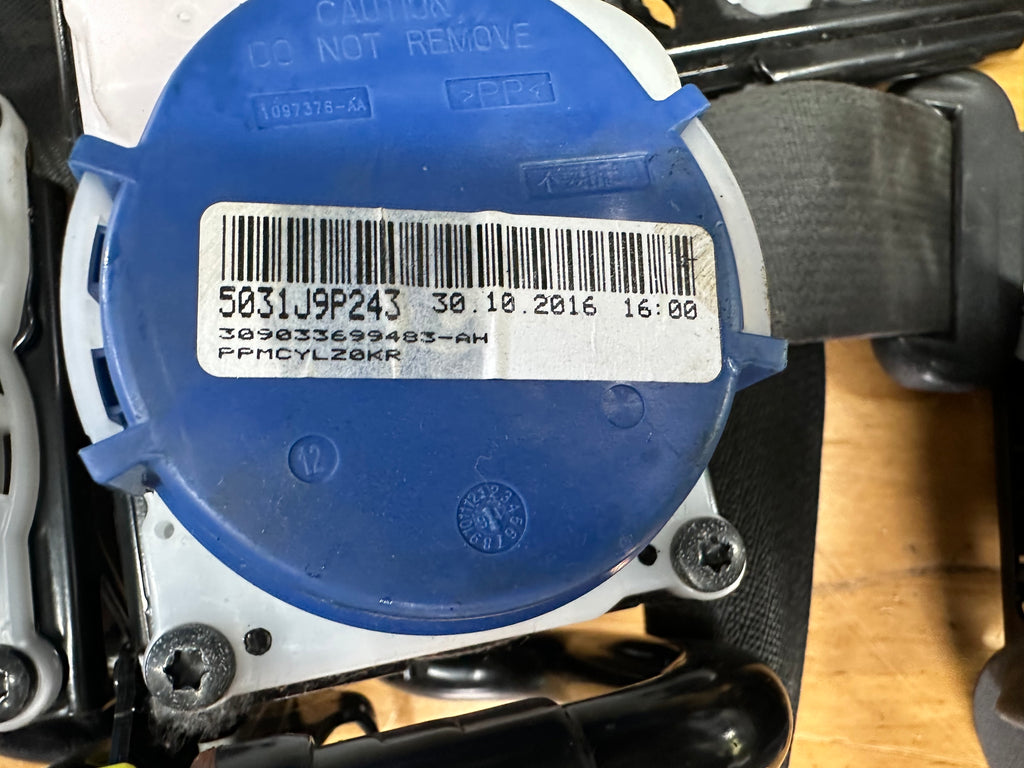 CAUTION
DO NOT REMOVE
1097376-AA
>PP<
5031J9P243 30.10.2016 16:00
309033699483-AH
PPMCYLZ0KR
12